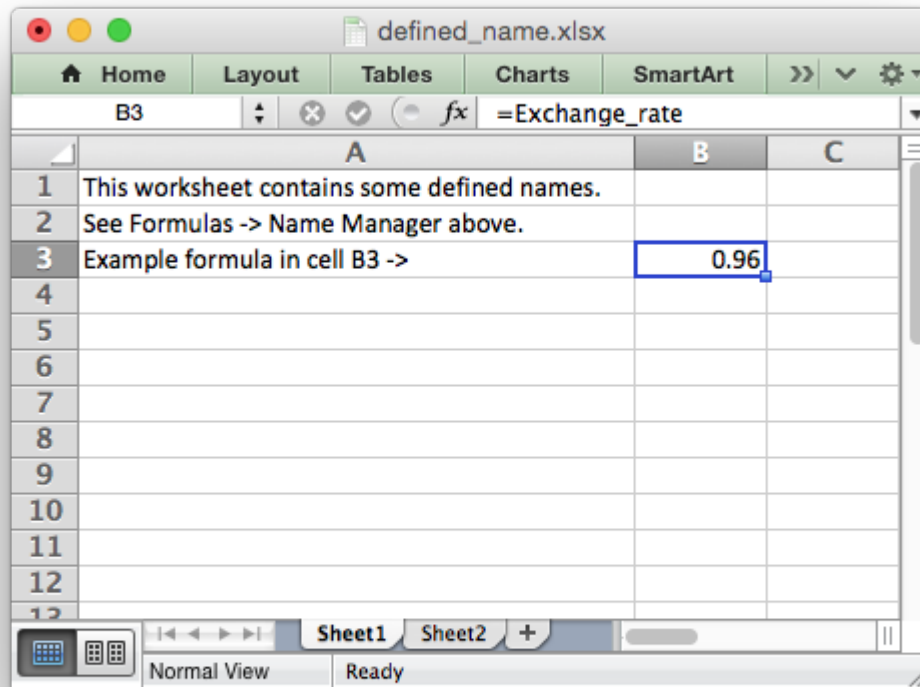 defined_name.xlsx
Home Layout Tables Charts SmartArt
B3 fx =Exchange_rate
A B C
1 This worksheet contains some defined names.
2 See Formulas -> Name Manager above.
3 Example formula in cell B3 -> 0.96
4
5
6
7
8
9
10
11
12
13
Sheet1 Sheet2 +
Normal View Ready